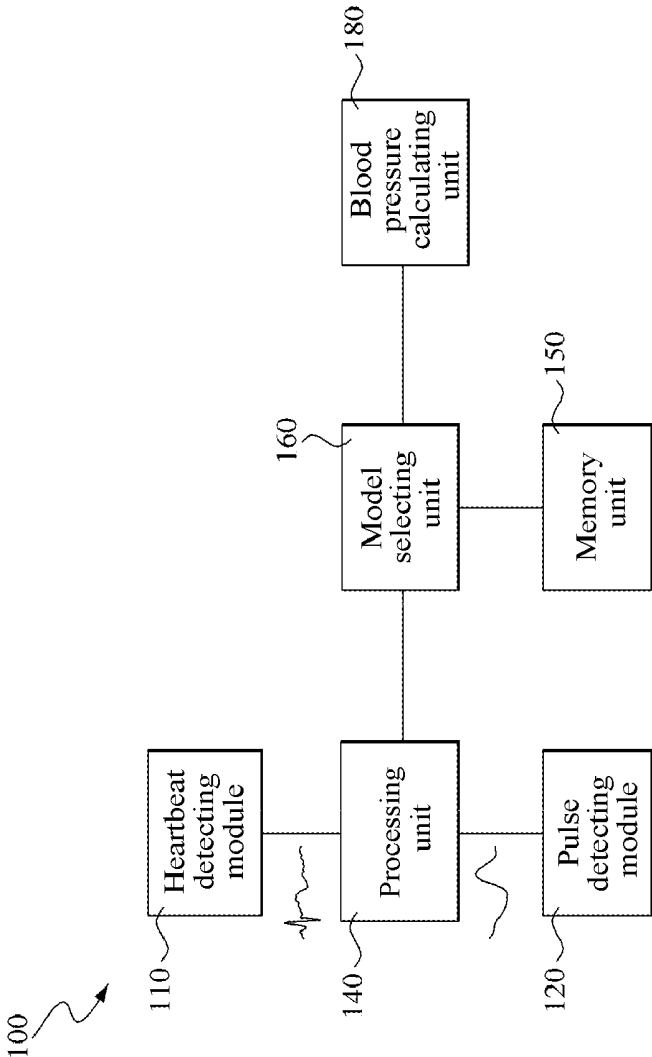 100
110
Heartbeat
detecting
module
140
Processing
unit
120
Pulse
detecting
module
160
Model
selecting
unit
150
Memory
unit
180
Blood
pressure
calculating
unit